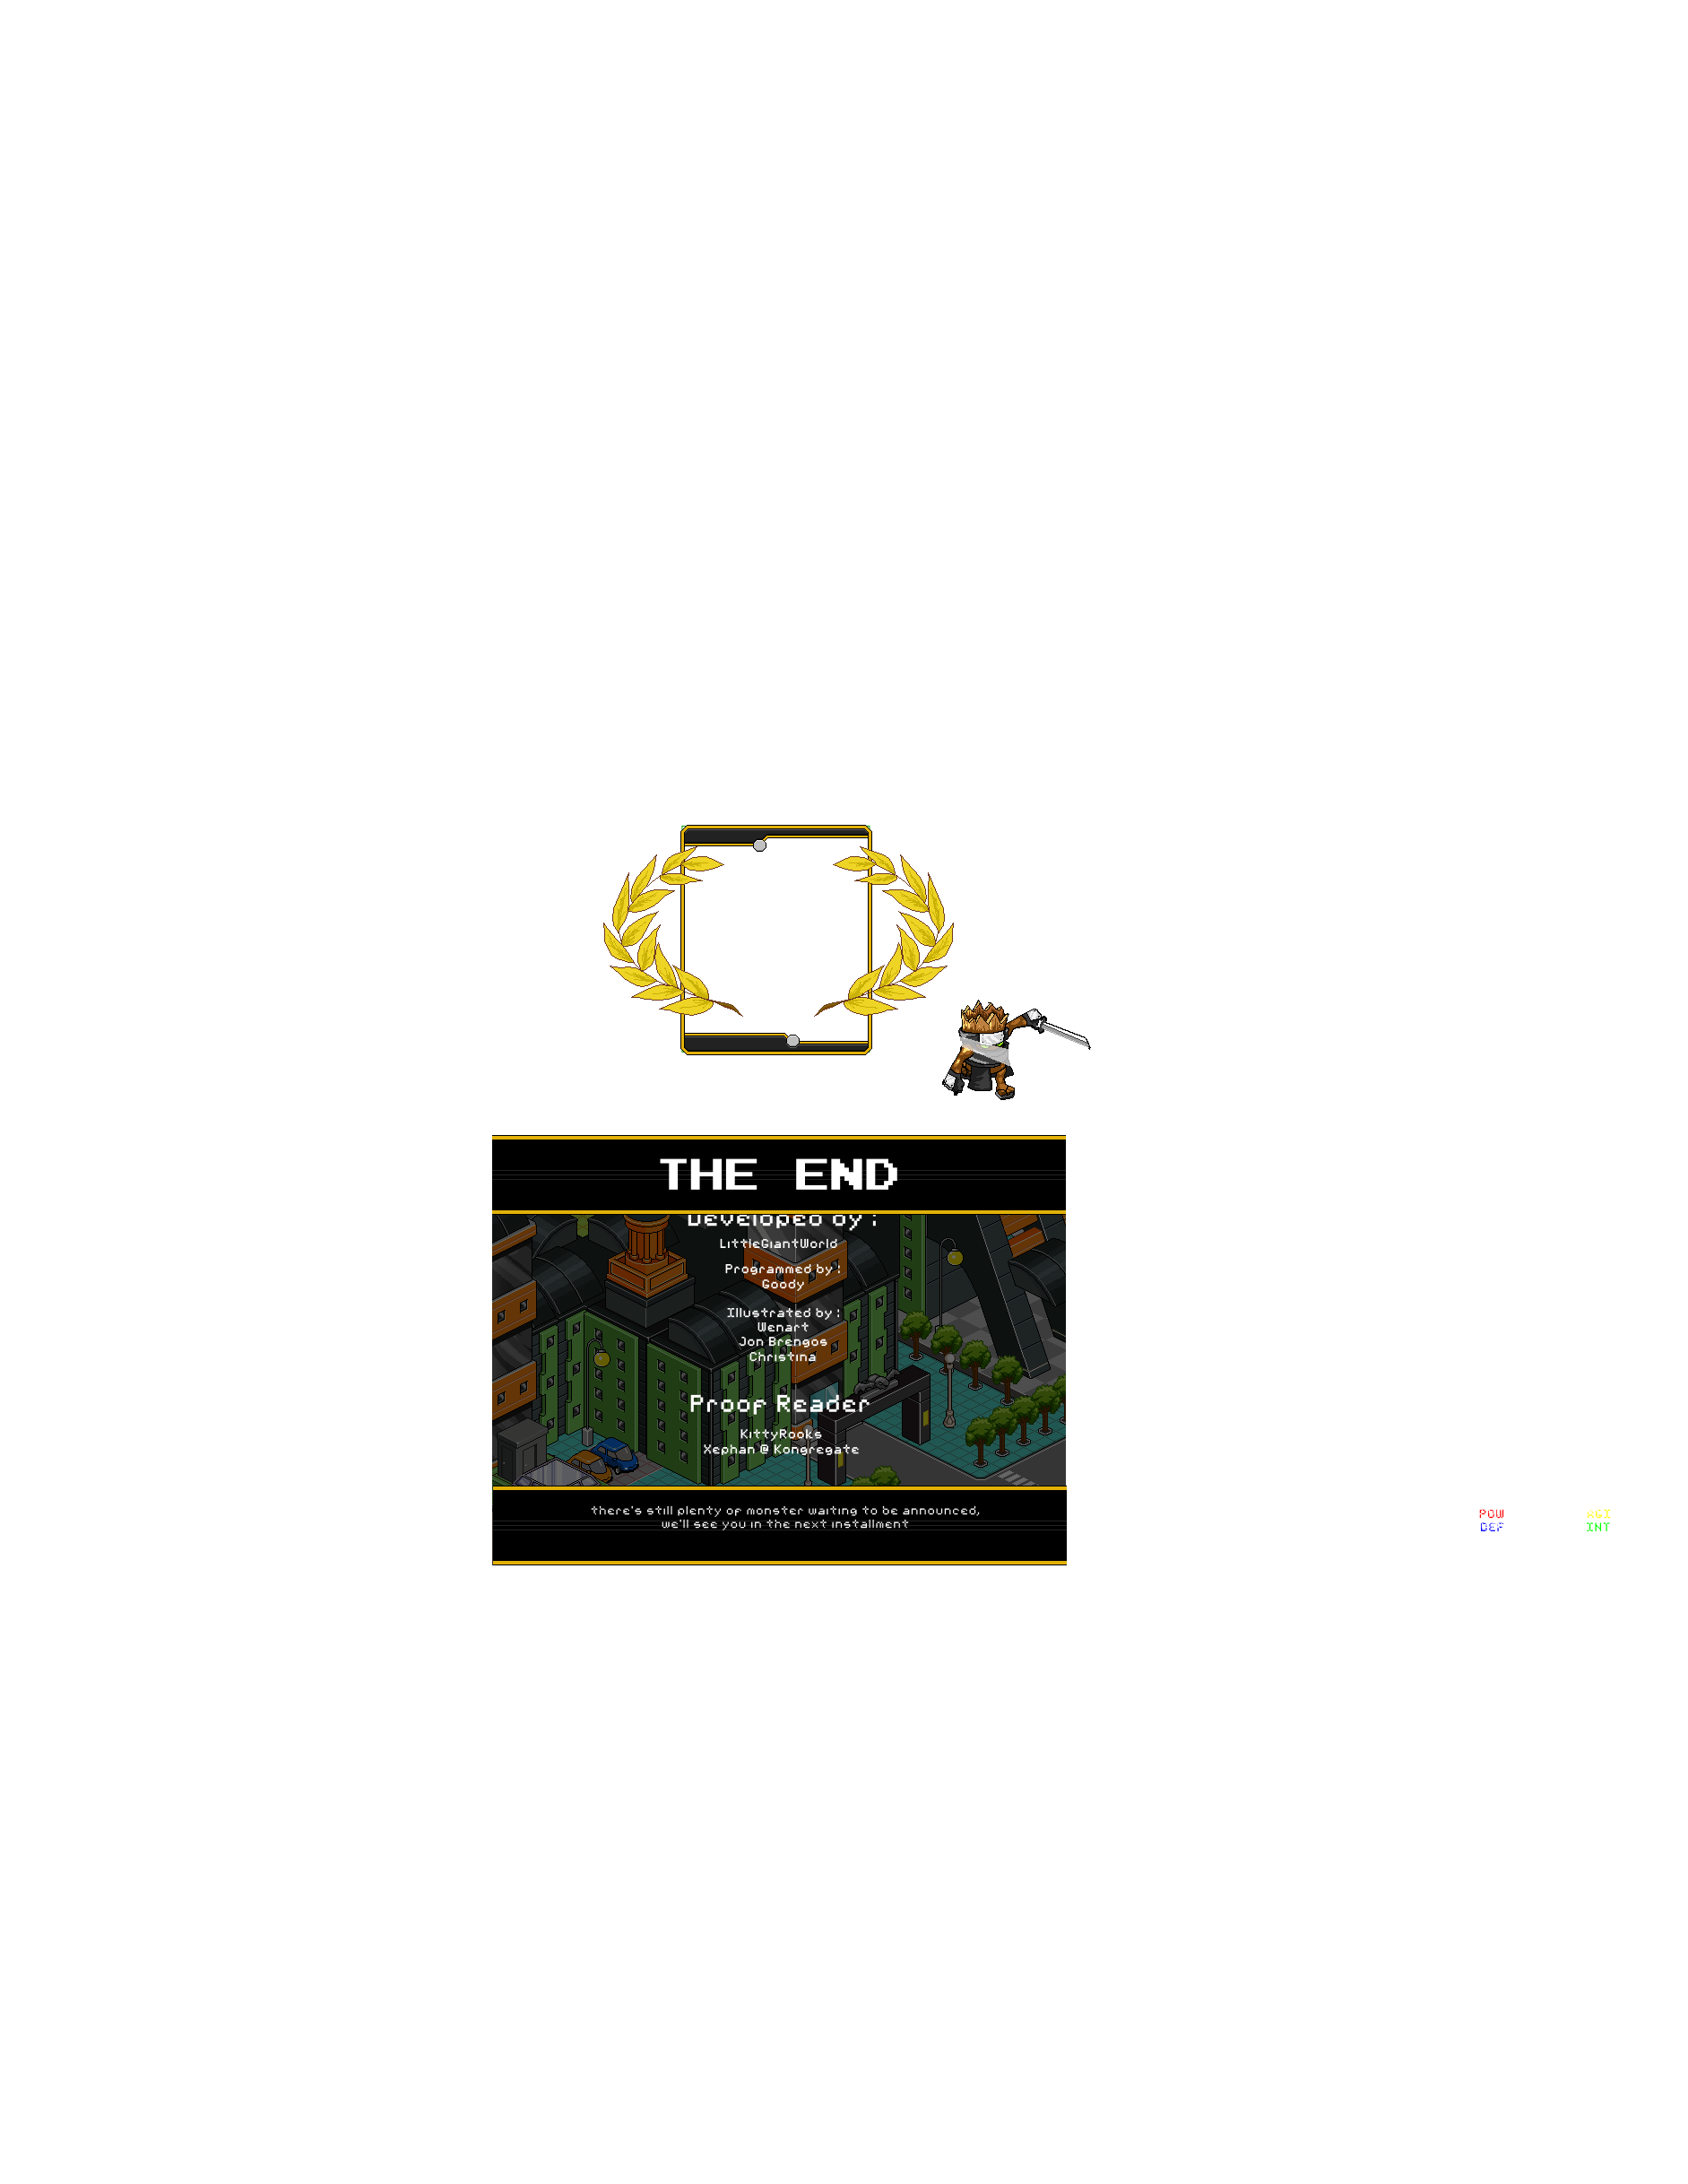 THE END
Developed by :
LittleGiantWorld
Programmed by :
Goody
Illustrated by :
Wenart
Jon Brengos
Christina
Proof Reader
KittyRooks
Xephan @ Kongregate
there's still plenty of monster waiting to be announced,
we'll see you in the next installment
POW AGI
DEF INT